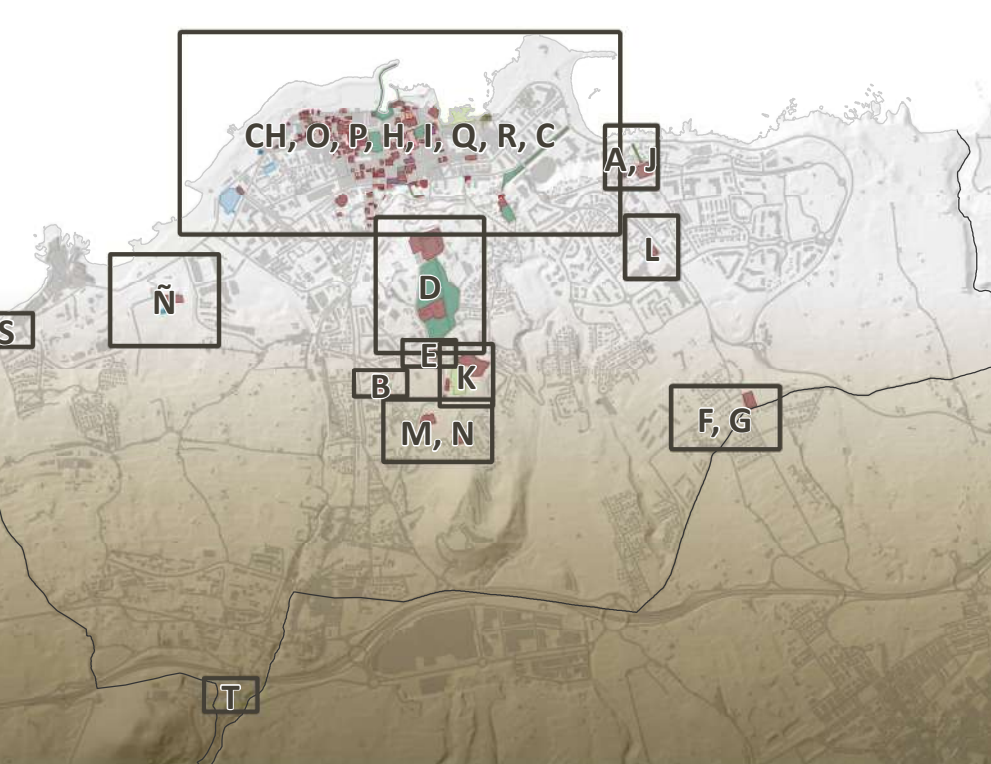 CH, O, P, H, I, Q, R, C
A, J
L
D
Ñ
S
E
K
B
M, N
F, G
T